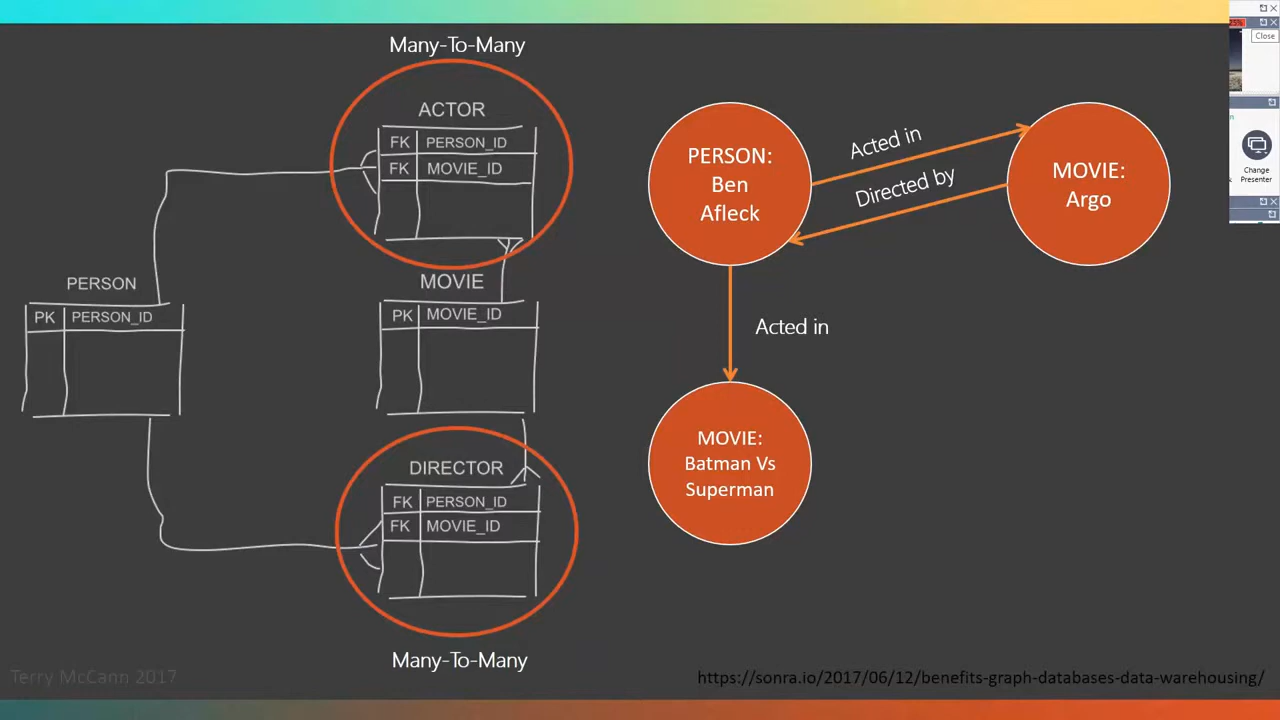 Many-To-Many
ACTOR
FK PERSON_ID
FK MOVIE_ID
PERSON
PK PERSON_ID
MOVIE
PK MOVIE_ID
DIRECTOR
FK PERSON_ID
FK MOVIE_ID
Many-To-Many
PERSON:
Ben
Afleck
Acted in
Directed by
MOVIE:
Argo
Acted in
MOVIE:
Batman Vs
Superman
Close
Change
Presenter
Terry McCann 2017
https://sonra.io/2017/06/12/benefits-graph-databases-data-warehousing/